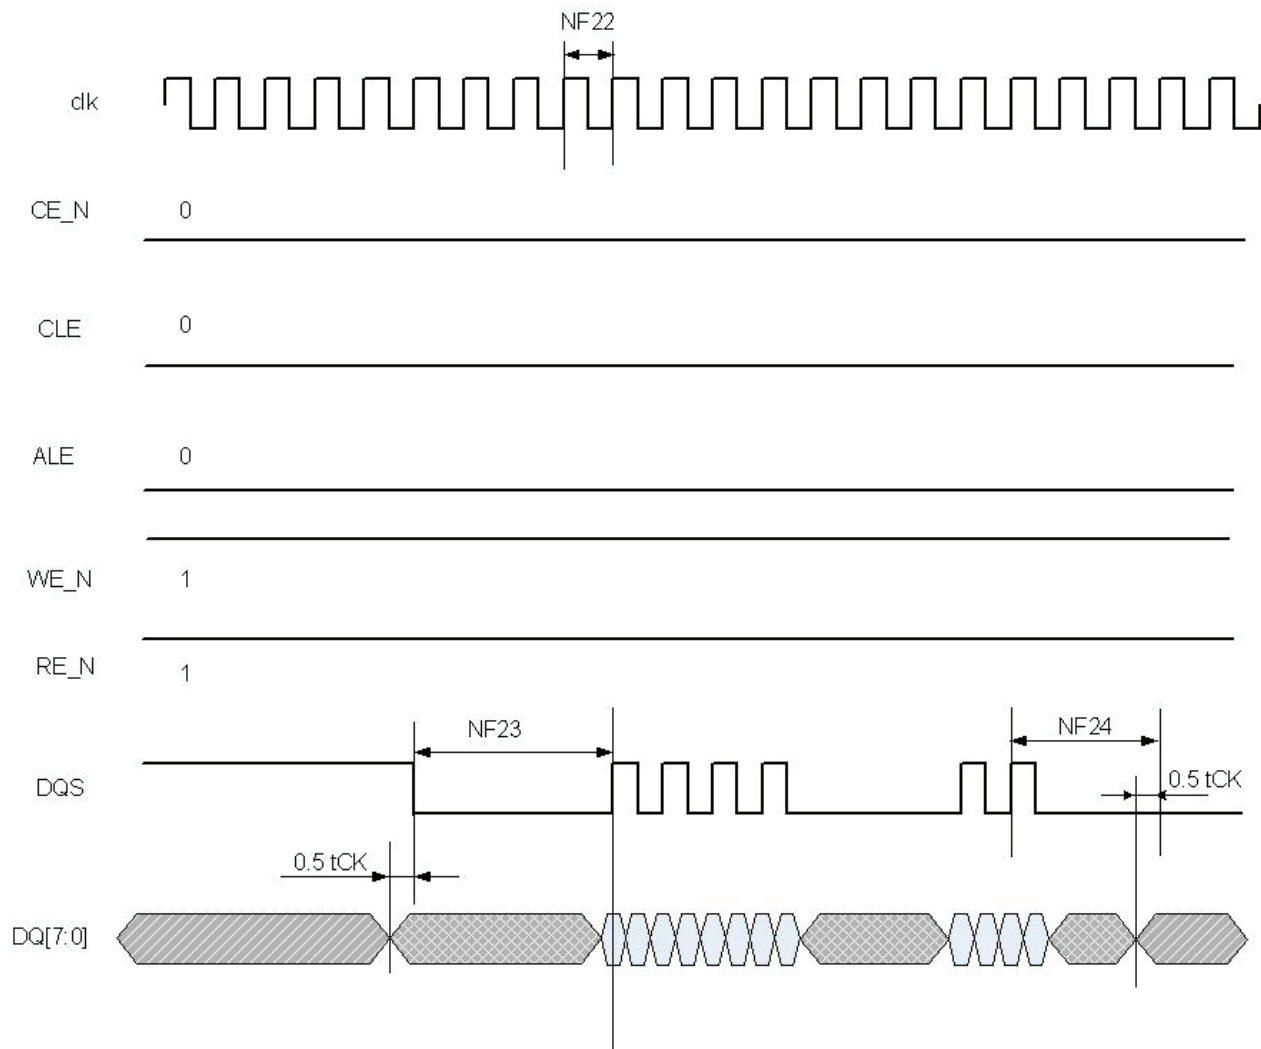 NF22
clk
CE_N 0
CLE 0
ALE 0
WE_N 1
RE_N 1
NF23
NF24
DQS
0.5 tCK
0.5 tCK
DQ[7:0]